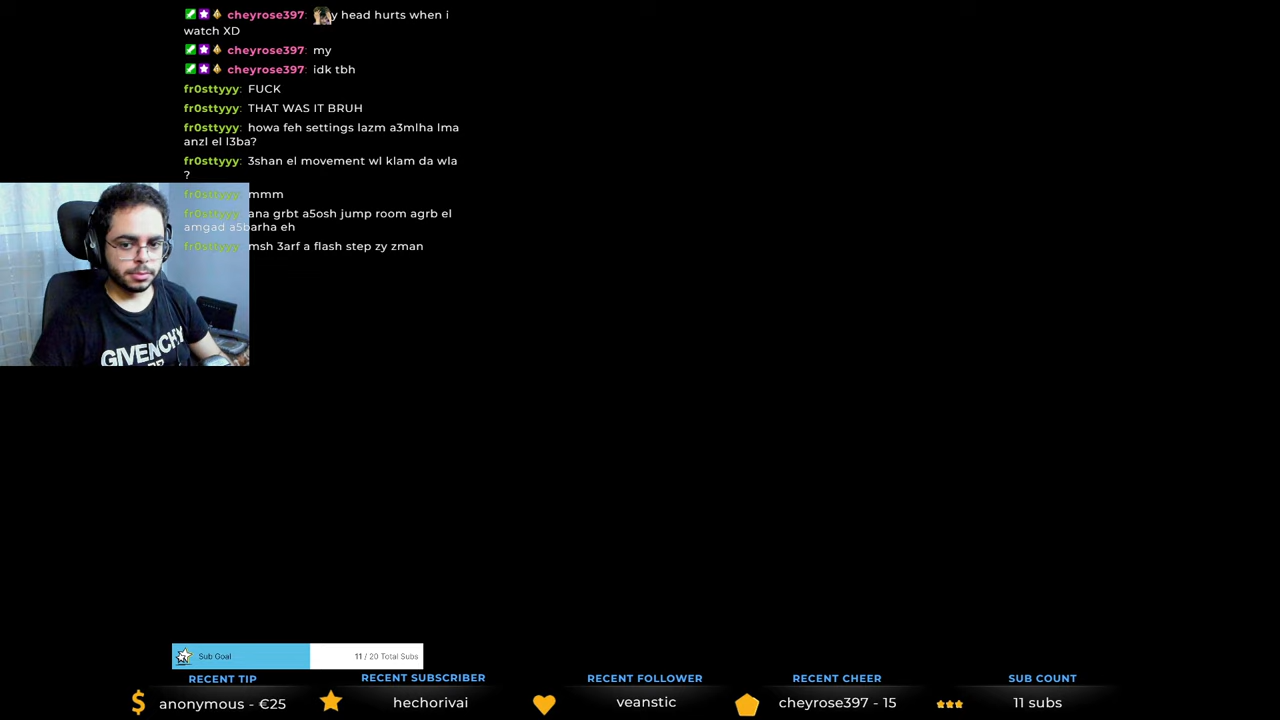 cheyrose397: y head hurts when i
watch XD
cheyrose397: my
cheyrose397: idk tbh
fr0sttyyy: FUCK
fr0sttyyy: THAT WAS IT BRUH
fr0sttyyy: howa feh settings lazm a3mlha lma
anzl el l3ba?
fr0sttyyy: 3shan el movement wl klam da wla
?
fr0sttyyy: mmm
fr0sttyyy: ana grbt a5osh jump room agrb el
amgad a5barha eh
fr0sttyyy: msh 3arf a flash step zy zman
GIVENCHY
Sub Goal 11 / 20 Total Subs
RECENT TIP
anonymous - €25
RECENT SUBSCRIBER
hechorivai
RECENT FOLLOWER
veanstic
RECENT CHEER
cheyrose397 - 15
SUB COUNT
11 subs